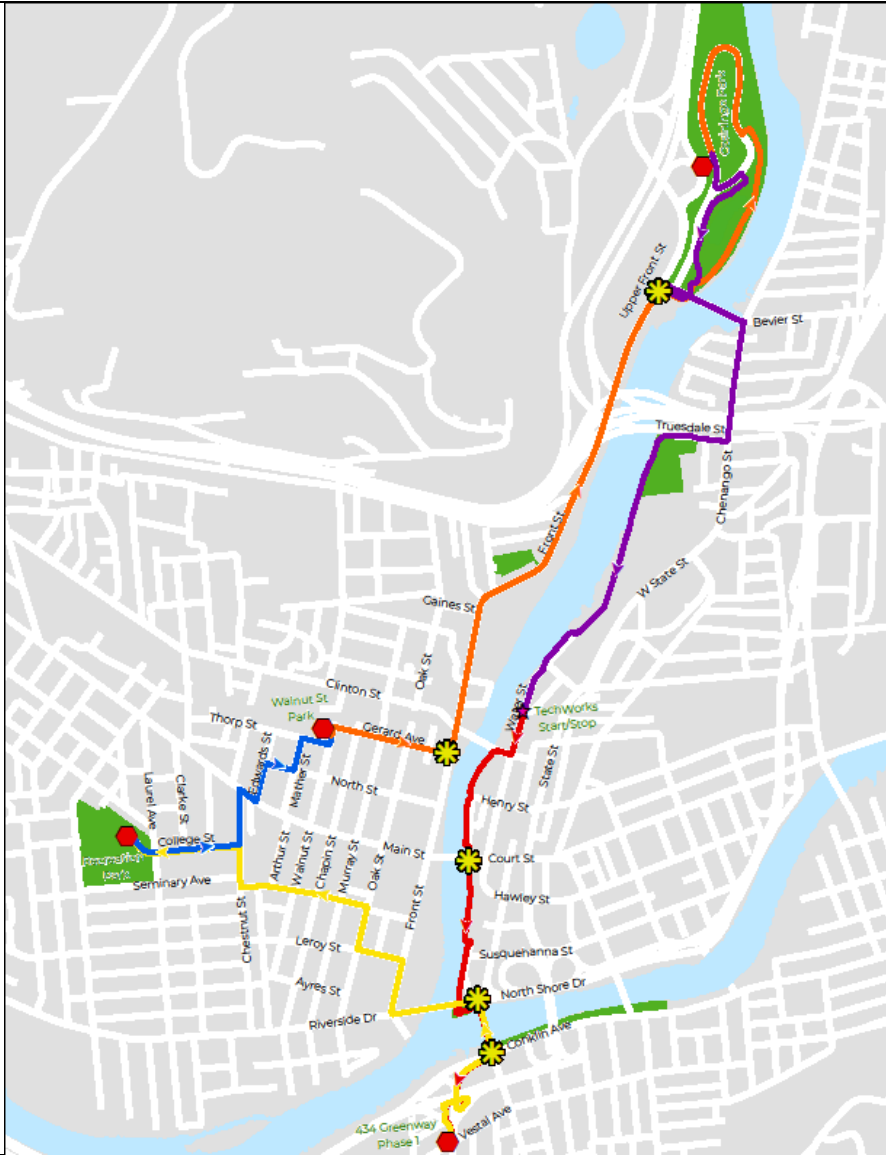 Upper Front St
Bevier St
Truesdale St
Chenango St
Front St
W State St
Gaines St
Oak St
Clinton St
Walnut St
Park
Gerard Ave
Thorp St
Water St
TechWorks
Start/Stop
State St
Edwards St
Mather St
North St
Henry St
Laurel Ave
Clarke St
College St
Arthur St
Walnut St
Chapin St
Murray St
Oak St
Main St
Court St
Seminary Ave
Front St
Hawley St
Chestnut St
Leroy St
Susquehanna St
Ayres St
North Shore Dr
Riverside Dr
Conklin Ave
434 Greenway
Phase 1
Vestal Ave